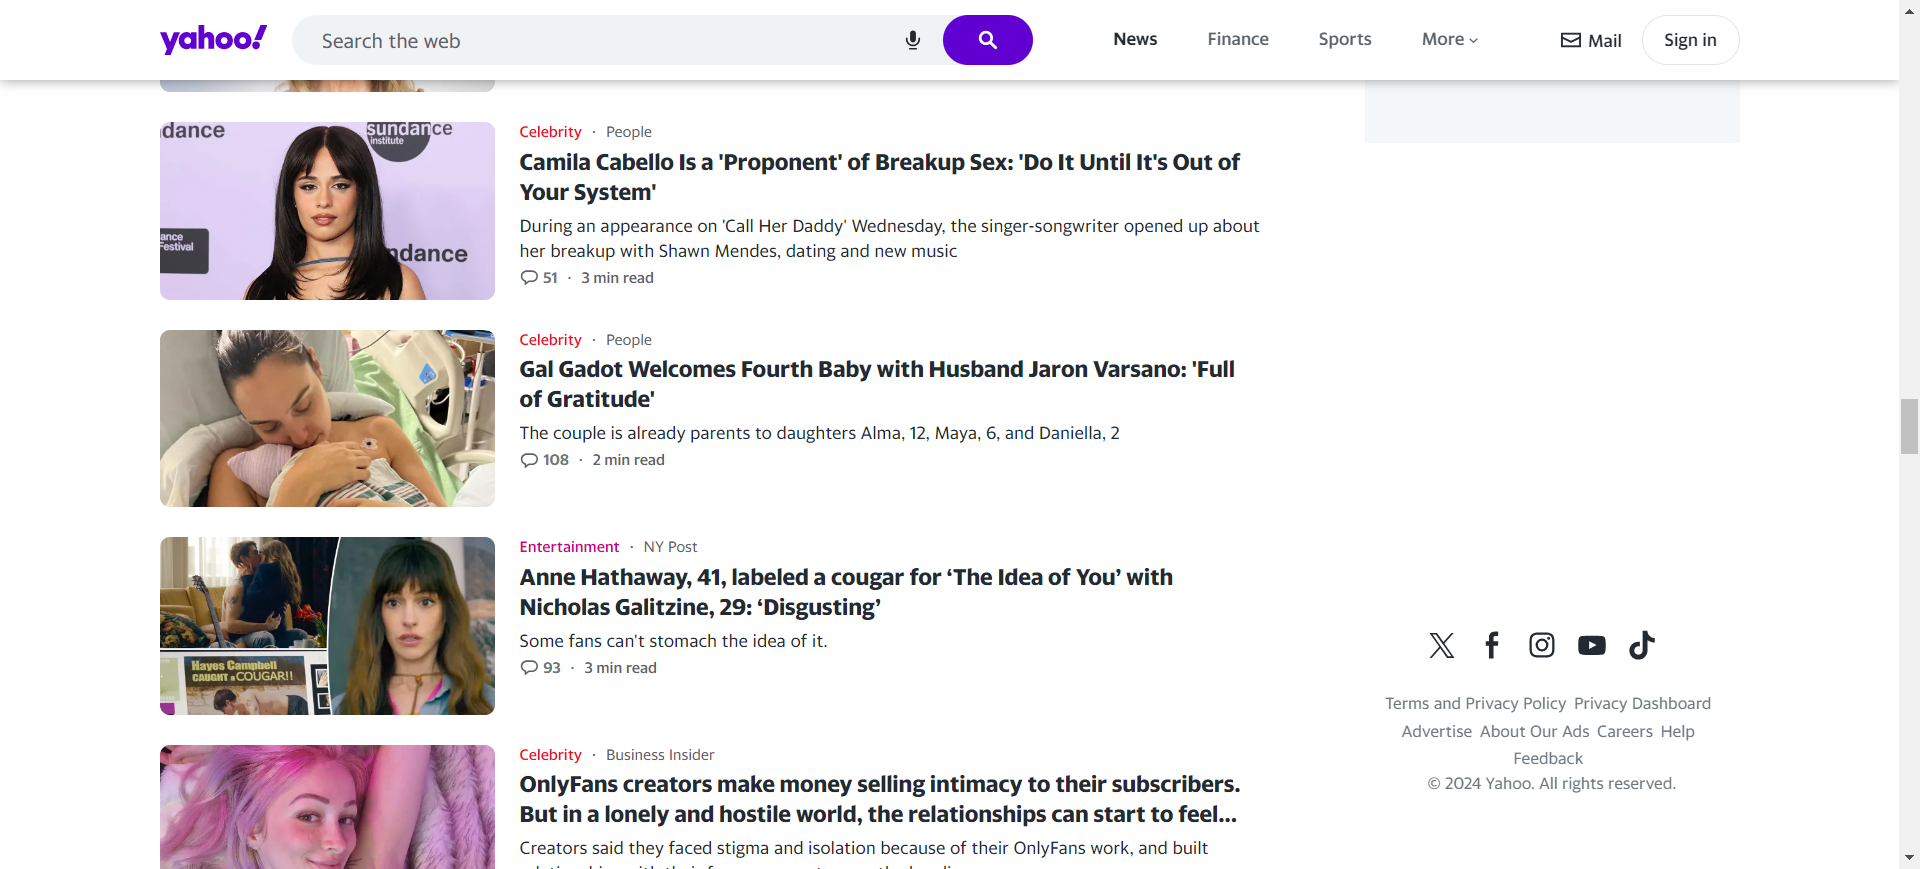 yahoo!
Search the web
News
Finance
Sports
More
Mail
Sign in
dance
sundance
institute
ance
Festival
ndance
Celebrity · People
Camila Cabello Is a 'Proponent' of Breakup Sex: 'Do It Until It's Out of
Your System'
During an appearance on 'Call Her Daddy' Wednesday, the singer-songwriter opened up about
her breakup with Shawn Mendes, dating and new music
51 · 3 min read
Celebrity · People
Gal Gadot Welcomes Fourth Baby with Husband Jaron Varsano: 'Full
of Gratitude'
The couple is already parents to daughters Alma, 12, Maya, 6, and Daniella, 2
108 · 2 min read
Hayes Campbell
CAUGHT a COUGAR!!
Entertainment · NY Post
Anne Hathaway, 41, labeled a cougar for ‘The Idea of You’ with
Nicholas Galitzine, 29: ‘Disgusting’
Some fans can't stomach the idea of it.
93 · 3 min read
Celebrity · Business Insider
OnlyFans creators make money selling intimacy to their subscribers.
But in a lonely and hostile world, the relationships can start to feel...
Creators said they faced stigma and isolation because of their OnlyFans work, and built
Terms and Privacy Policy Privacy Dashboard
Advertise About Our Ads Careers Help
Feedback
© 2024 Yahoo. All rights reserved.